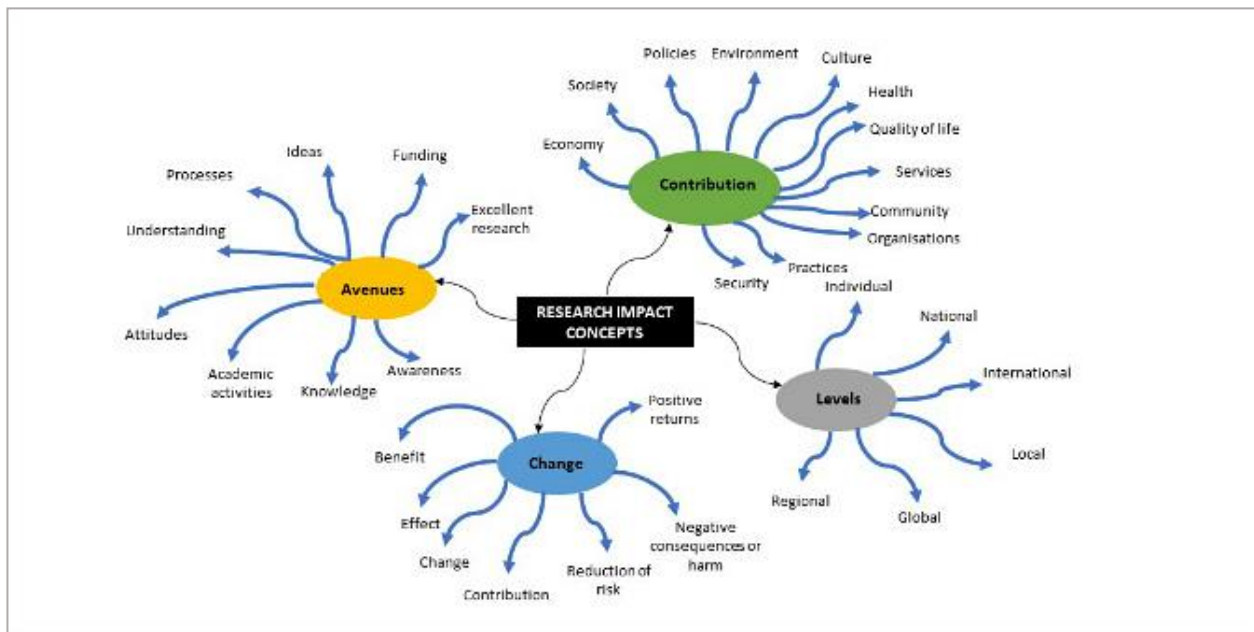 RESEARCH IMPACT
CONCEPTS
Contribution
Economy
Society
Policies
Environment
Culture
Health
Quality of life
Services
Community
Organisations
Practices
Security
Avenues
Excellent
research
Funding
Ideas
Processes
Understanding
Attitudes
Academic
activities
Knowledge
Awareness
Change
Positive
returns
Benefit
Effect
Change
Contribution
Reduction of
risk
Negative
consequences or
harm
Levels
Individual
National
International
Local
Global
Regional